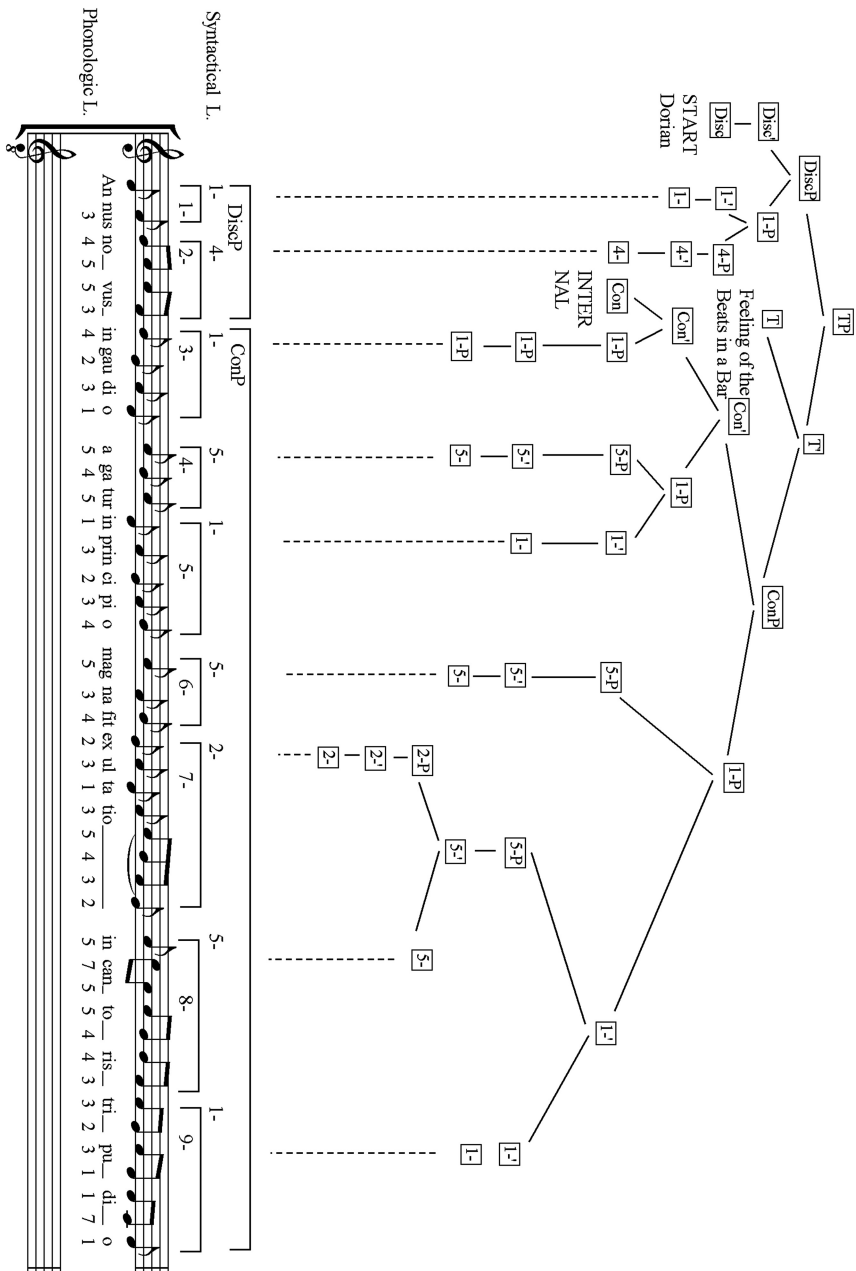 TP
DiscP T'
Disc' 1-P T ConP
Feeling of the
Beats in a Bar
Con' 1-P
Disc 1-' 4-P
START
Dorian
1- 4-' Con' 1-P
4- Con 1-P 5-P 1-' 5-P 1-'
INTER
NAL
1-P 5-' 1- 5-' 5-P 1-'
1-P 5- 5- 5-' 1-
2-P 5-
2-'
2-
DiscP ConP
Syntactical L. 1- 4- 1- 5- 1- 5- 2- 5- 1-
1- 2- 3- 4- 5- 6- 7- 8- 9-
An nus no_ vus_ in gau di o a ga tur in prin ci pi o mag na fit ex ul ta tio______ in can_ to__ ris_ tri_ pu_ di__ o
Phonologic L. 3 4 5 5 3 4 2 3 1 5 4 5 1 3 2 3 4 5 3 4 2 3 1 3 5 4 3 2 5 7 5 5 4 4 3 3 2 3 1 1 7 1
8